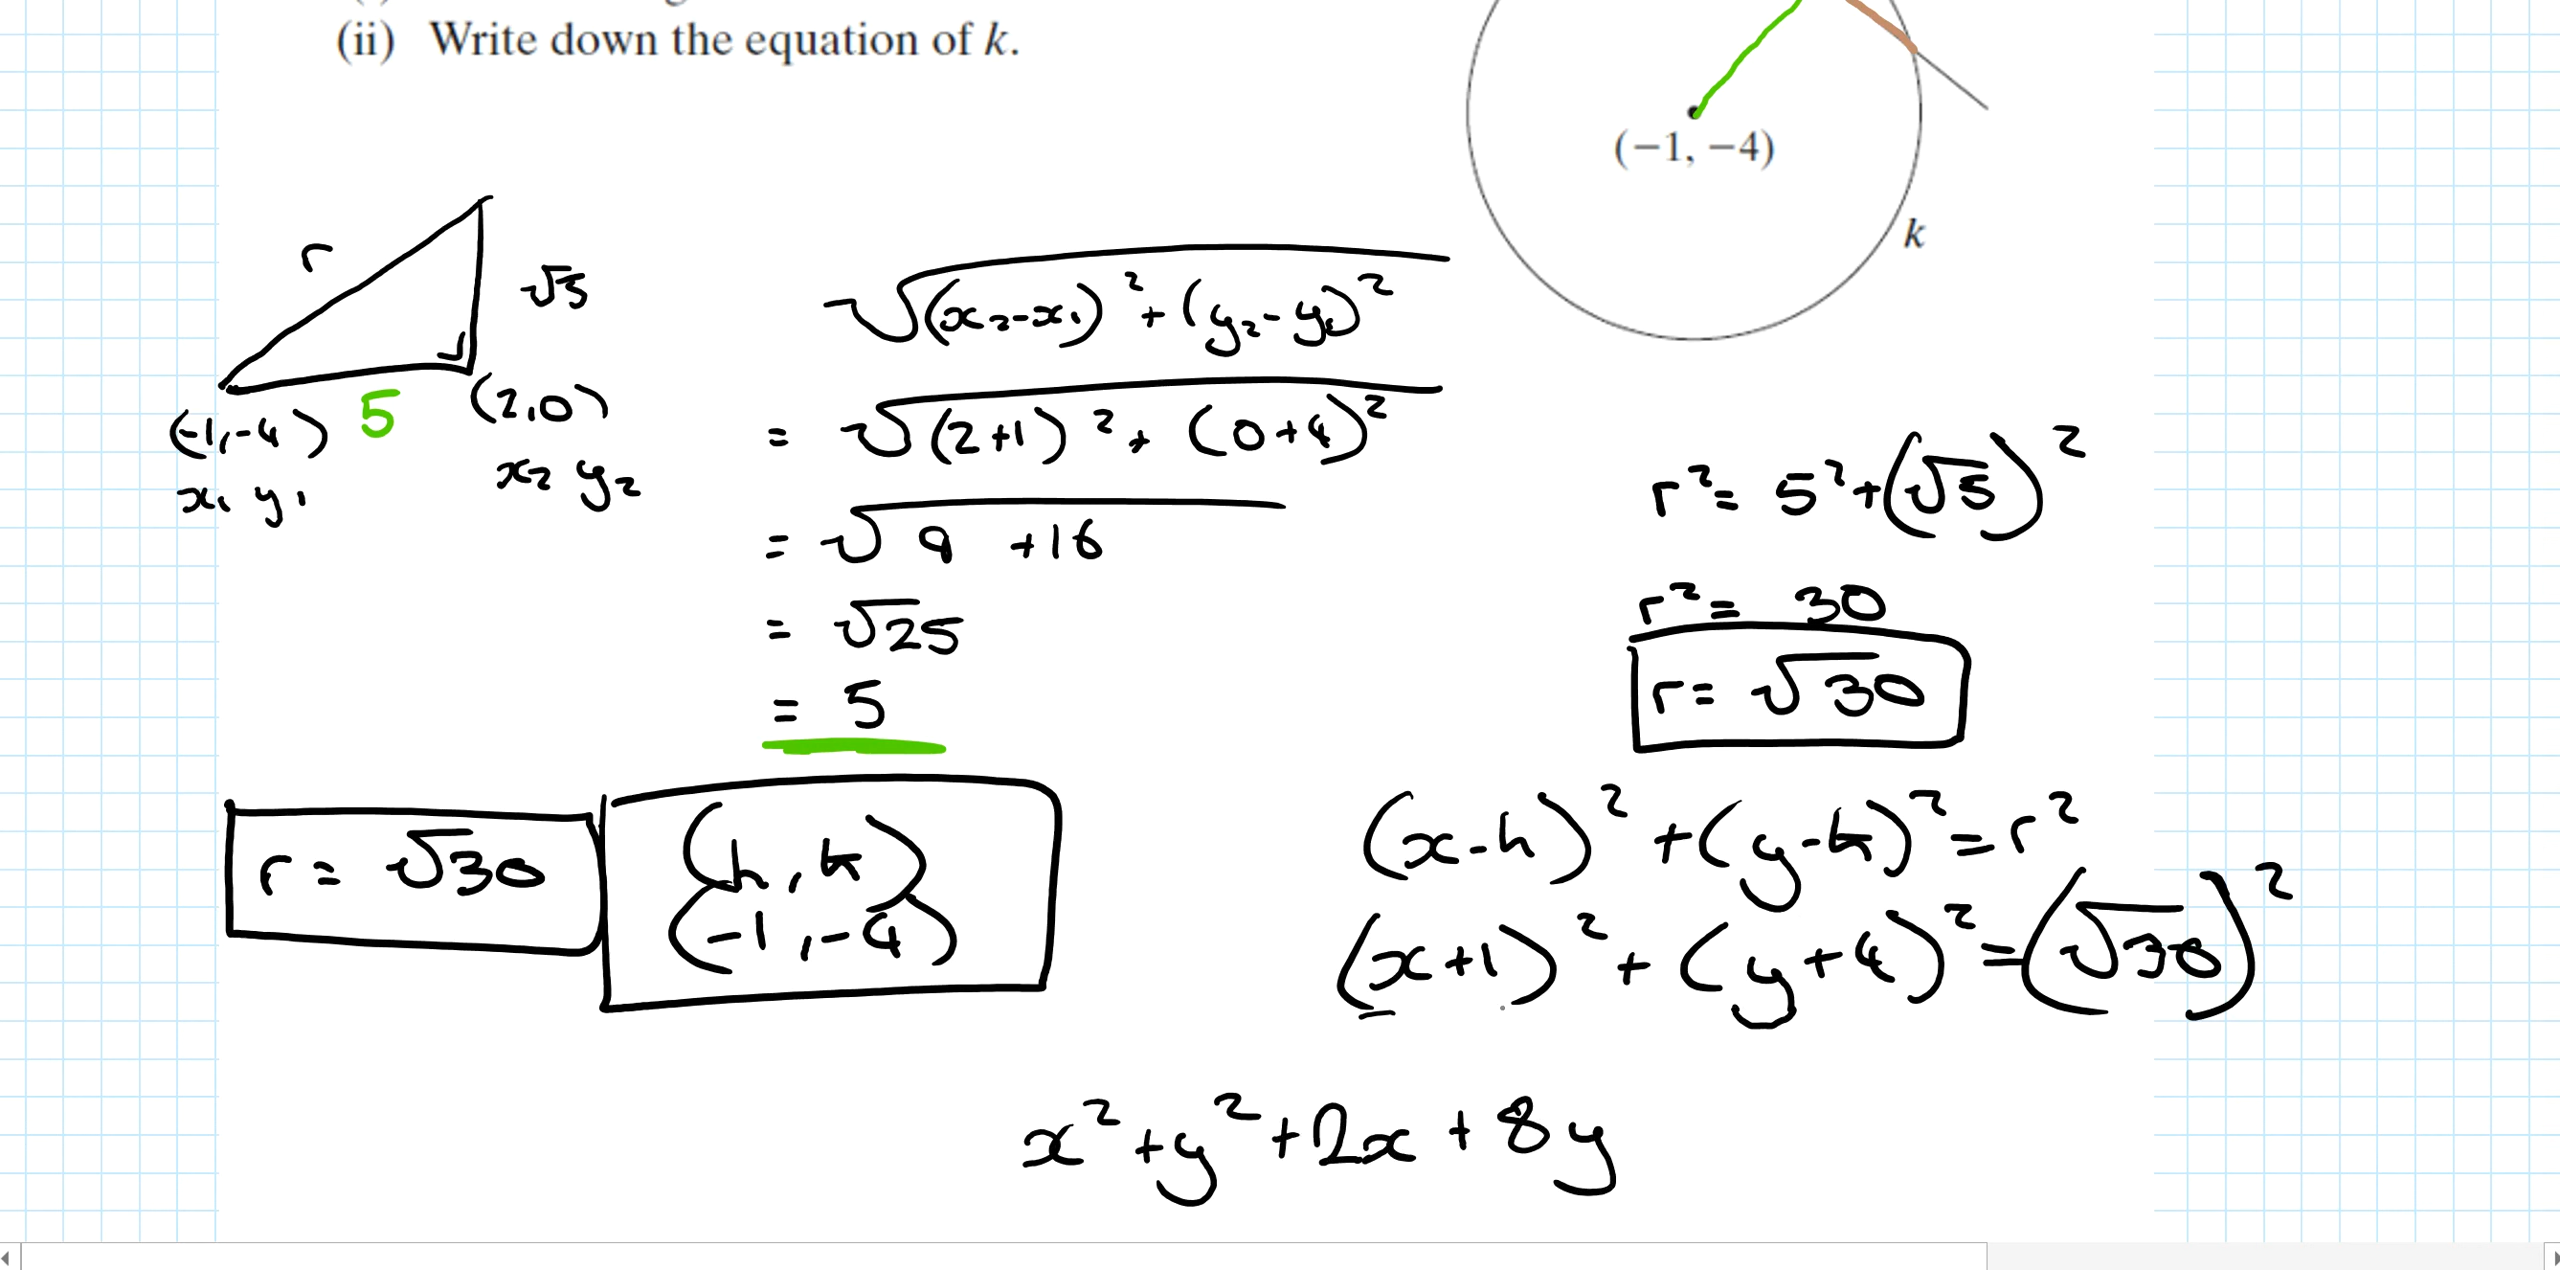 (ii) Write down the equation of k.
(−1, −4)
k
r
√5
(-1,-4) 5 (2,0)
x₁ y₁ x₂ y₂
√(x₂-x₁)² + (y₂-y₁)²
= √(2+1)² + (0+4)²
= √9 +16
= √25
= 5
r² = 5² + (√5)²
r² = 30
r = √30
r = √30
(h, k)
(-1, -4)
(x-h)² + (y-k)² = r²
(x+1)² + (y+4)² = (√30)²
x² + y² + 2x + 8y